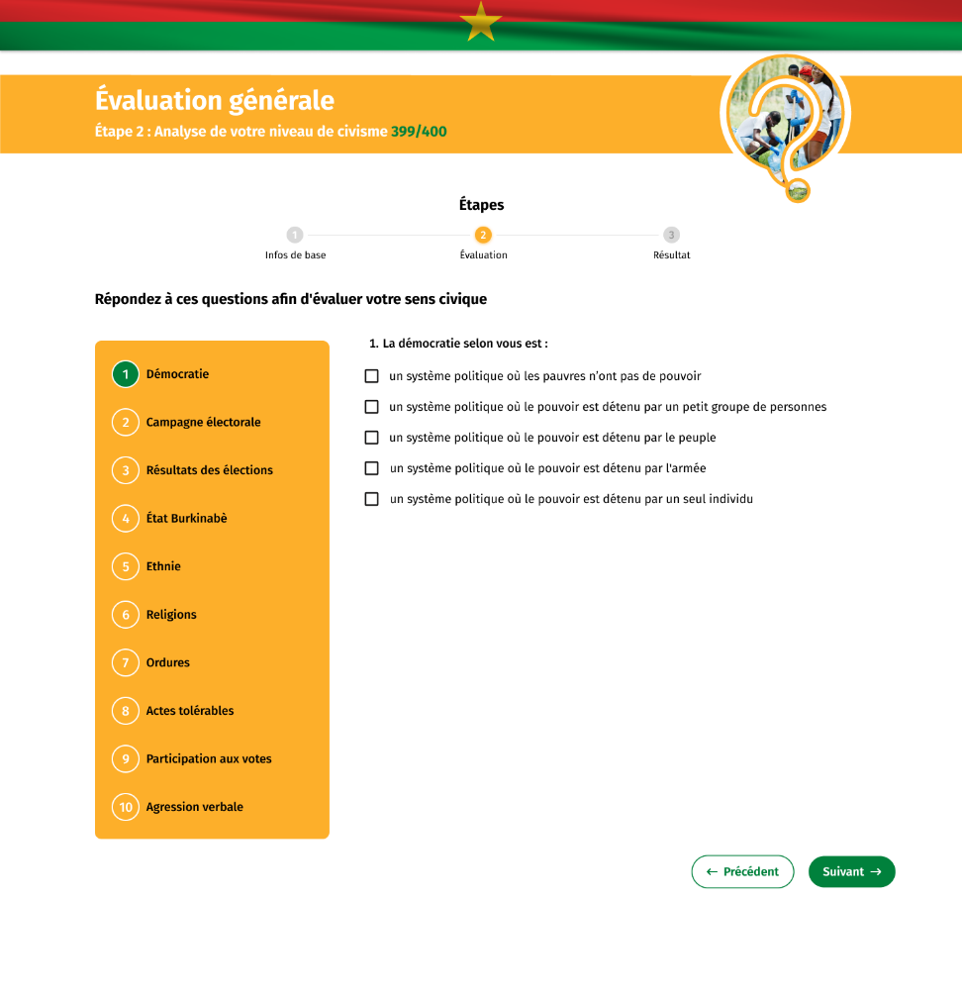 Évaluation générale
Étape 2 : Analyse de votre niveau de civisme 399/400
Étapes
1
2
3
Infos de base
Évaluation
Résultat
Répondez à ces questions afin d'évaluer votre sens civique
1 Démocratie
2 Campagne électorale
3 Résultats des élections
4 État Burkinabè
5 Ethnie
6 Religions
7 Ordures
8 Actes tolérables
9 Participation aux votes
10 Agression verbale
1. La démocratie selon vous est :
un système politique où les pauvres n’ont pas de pouvoir
un système politique où le pouvoir est détenu par un petit groupe de personnes
un système politique où le pouvoir est détenu par le peuple
un système politique où le pouvoir est détenu par l'armée
un système politique où le pouvoir est détenu par un seul individu
← Précédent
Suivant →